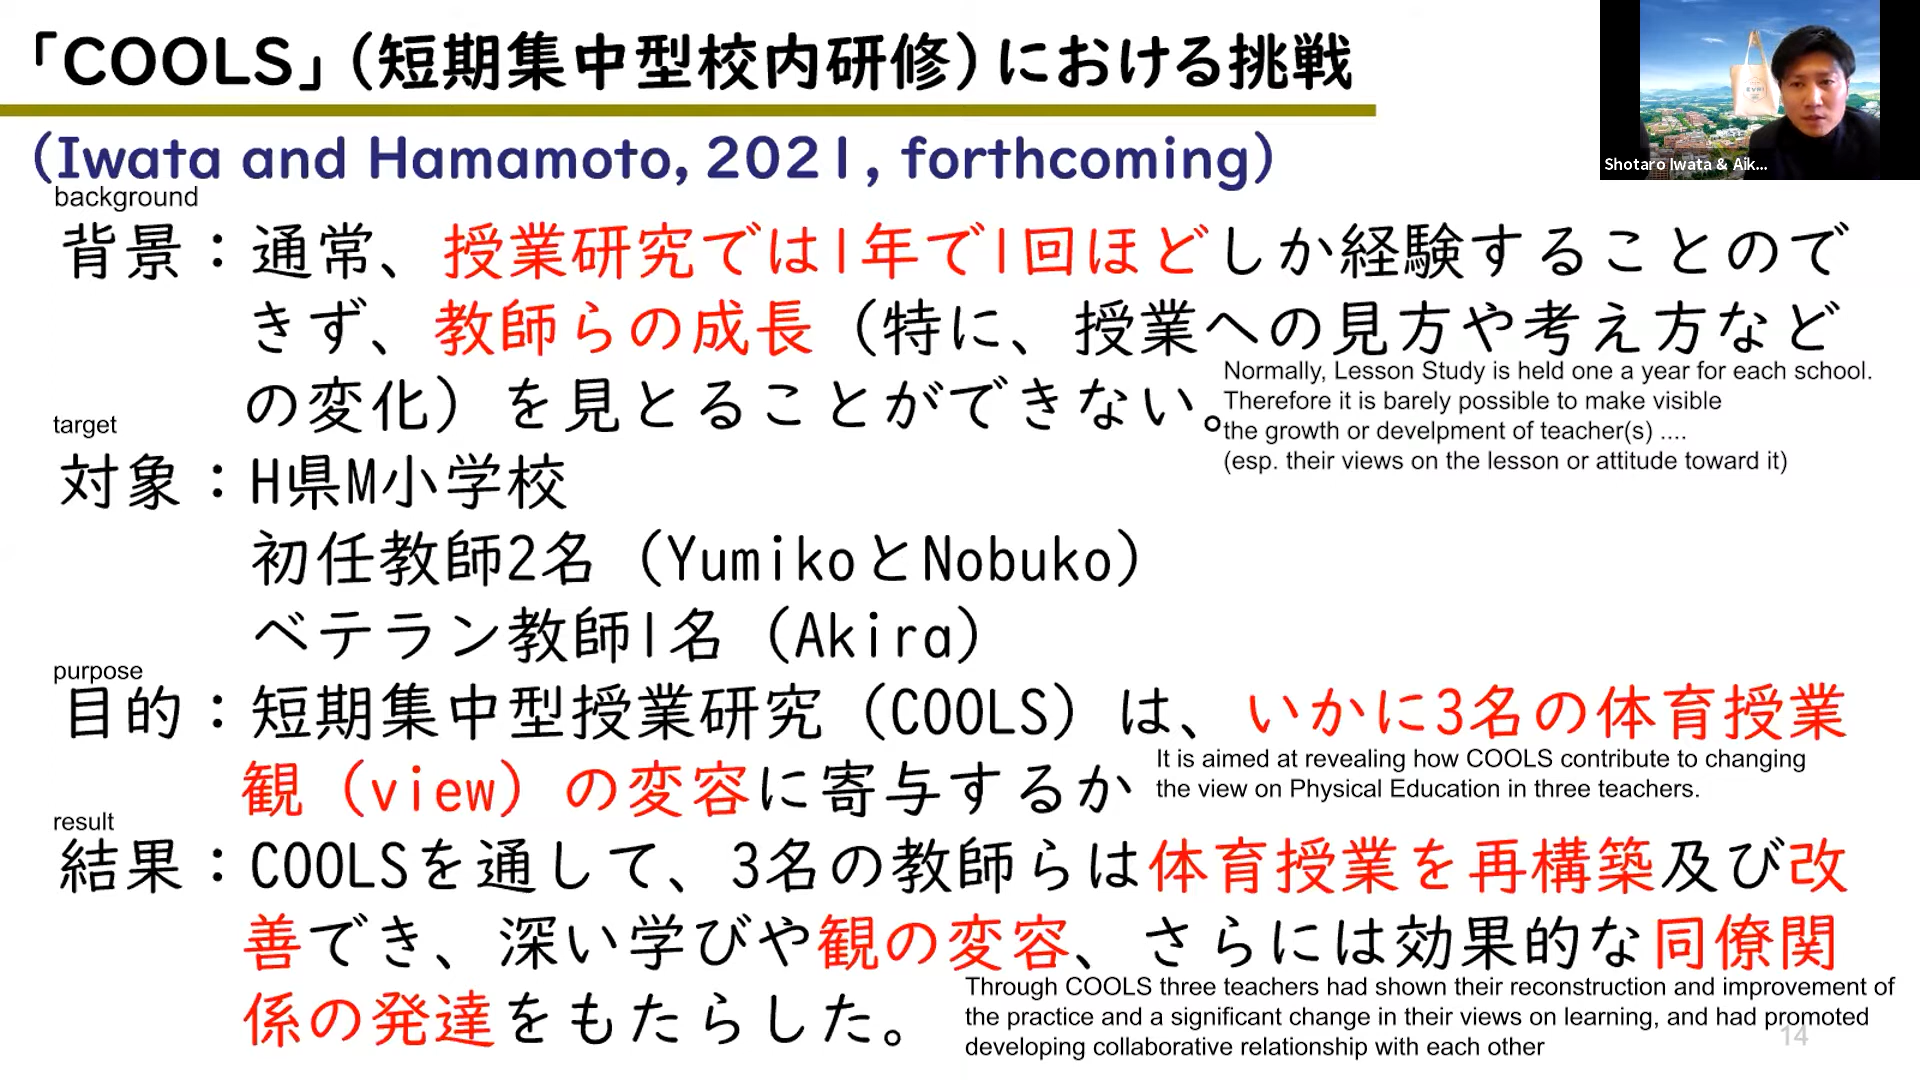 「COOLS」（短期集中型校内研修）における挑戦
（Iwata and Hamamoto, 2021, forthcoming）
background
背景：通常、授業研究では1年で1回ほどしか経験することので
きず、教師らの成長（特に、授業への見方や考え方など
の変化）を見とることができない。
Normally, Lesson Study is held one a year for each school.
Therefore it is barely possible to make visible
the growth or develpment of teacher(s) ....
(esp. their views on the lesson or attitude toward it)
target
対象：H県M小学校
初任教師2名（YumikoとNobuko）
ベテラン教師1名（Akira）
purpose
目的：短期集中型授業研究（COOLS）は、いかに3名の体育授業
観（view）の変容に寄与するか
It is aimed at revealing how COOLS contribute to changing
the view on Physical Education in three teachers.
result
結果：COOLSを通して、3名の教師らは体育授業を再構築及び改
善でき、深い学びや観の変容、さらには効果的な同僚関
係の発達をもたらした。
Through COOLS three teachers had shown their reconstruction and improvement of
the practice and a significant change in their views on learning, and had promoted
developing collaborative relationship with each other
14
Shotaro Iwata & Aik...
EVRI